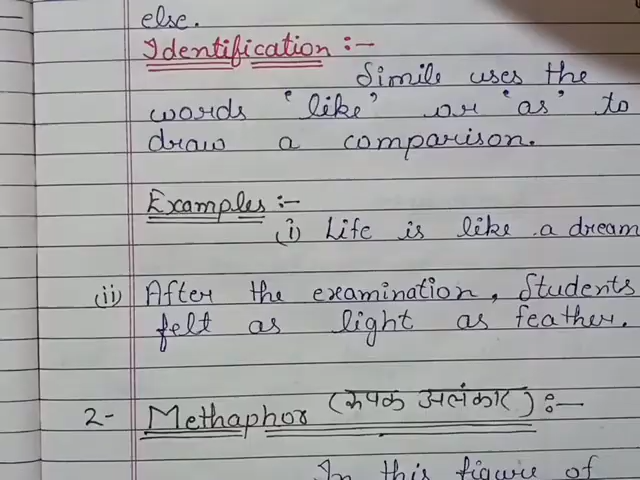 else.
Identification :-
Simile uses the
words 'like' or 'as' to
draw a comparison.
Examples :-
(i) Life is like a dream
(ii) After the examination, Students
felt as light as feather.
2- Methaphor (रूपक अलंकार) :-
In this figure of